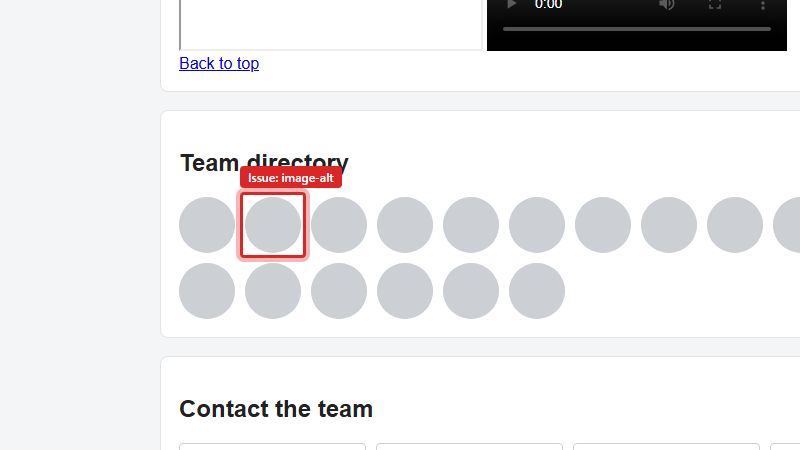 0:00
Back to top
Team directory
Issue: image-alt
Contact the team